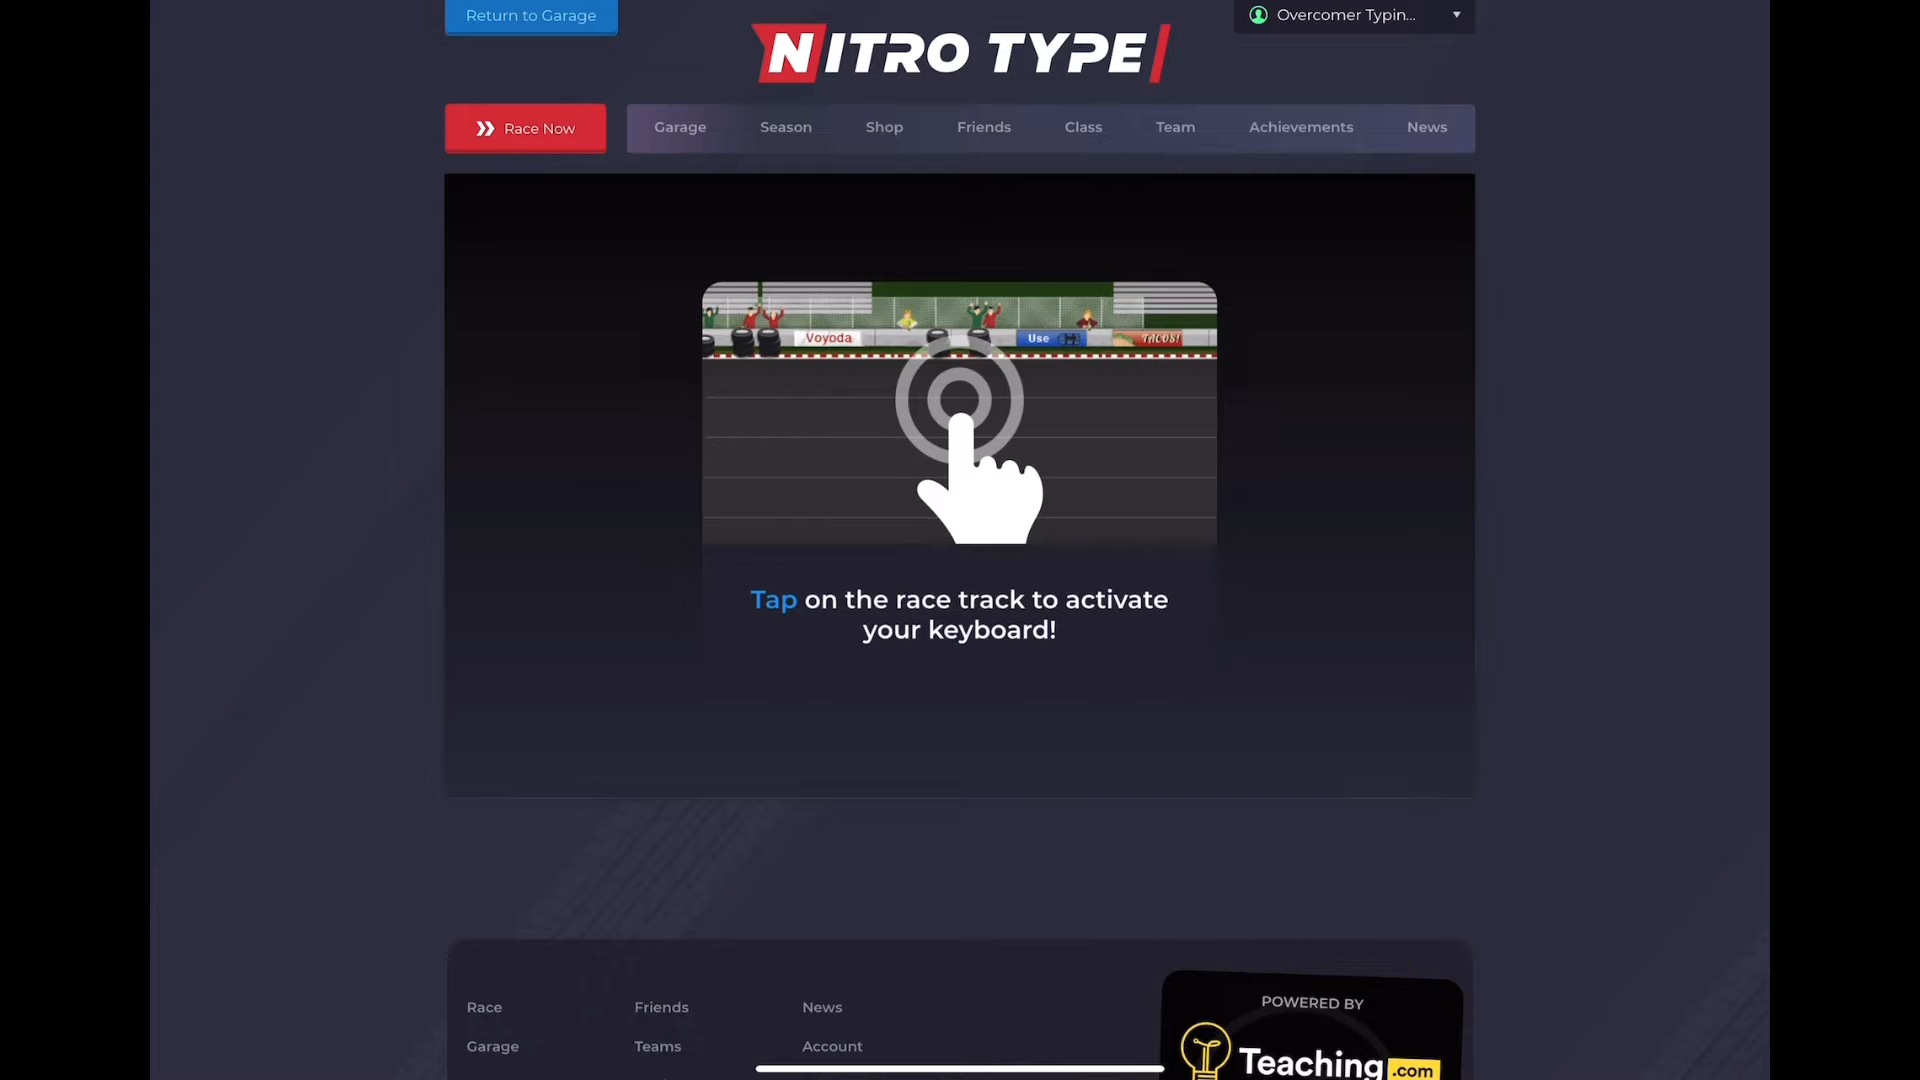 Return to Garage
Overcomer Typin...
NITRO TYPE
Race Now
Garage Season Shop Friends Class Team Achievements News
Voyoda
Use
TACOS!
Tap on the race track to activate
your keyboard!
Race Friends News
Garage Teams Account
POWERED BY
Teaching.com